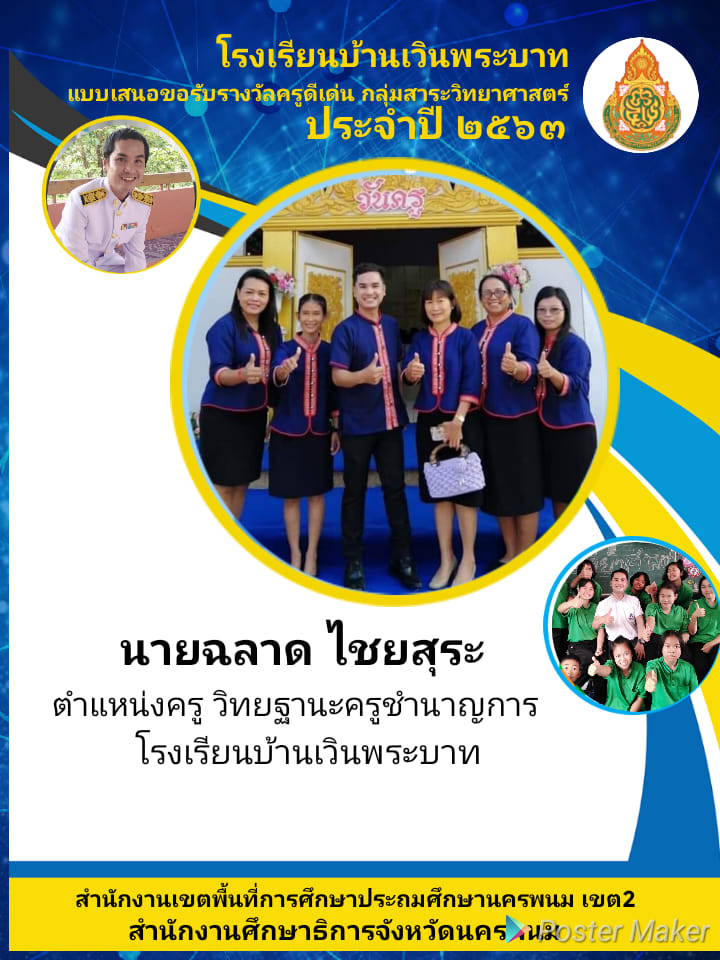 โรงเรียนบ้านเวินพระบาท
แบบเสนอขอรับรางวัลครูดีเด่น กลุ่มสาระวิทยาศาสตร์
ประจำปี ๒๕๖๓
วันครู
นายฉลาด ไชยสุระ
ตำแหน่งครู วิทยฐานะครูชำนาญการ
โรงเรียนบ้านเวินพระบาท
สำนักงานเขตพื้นที่การศึกษาประถมศึกษานครพนม เขต2
สำนักงานศึกษาธิการจังหวัดนครพนม
Poster Maker